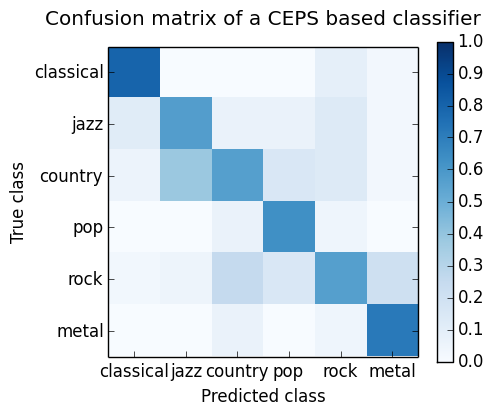 Confusion matrix of a CEPS based classifier
classical
jazz
country
pop
rock
metal
True class
classical jazz country pop rock metal
Predicted class
1.0
0.9
0.8
0.7
0.6
0.5
0.4
0.3
0.2
0.1
0.0